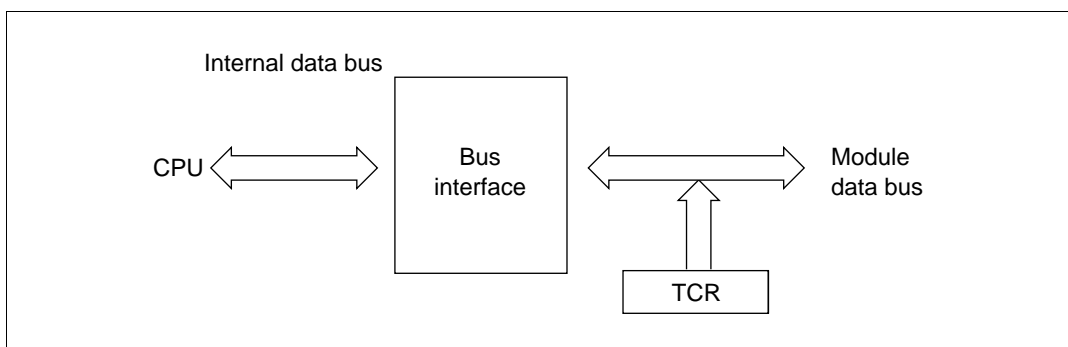 Internal data bus
CPU
Bus
interface
Module
data bus
TCR